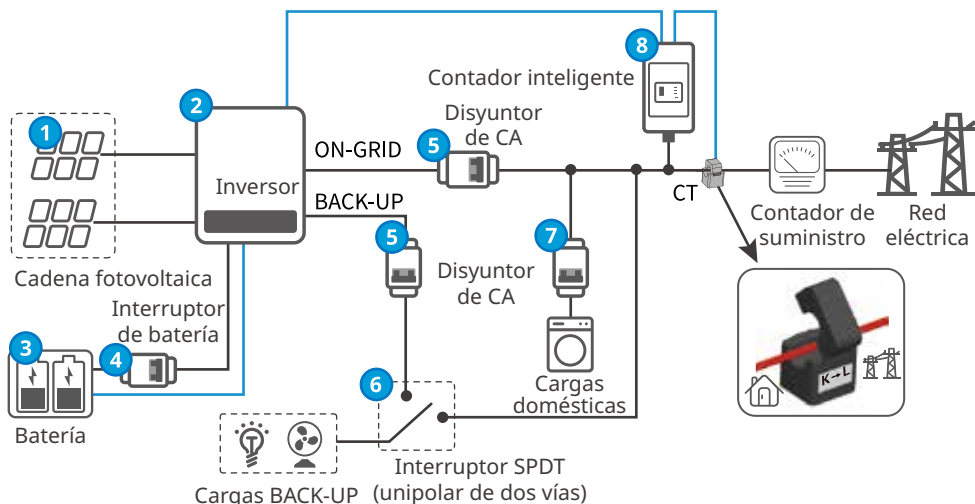 8
Contador inteligente
1
2
Disyuntor
de CA
ON-GRID
5
Inversor
BACK-UP
CT
5
7
Contador de
suministro
Red
eléctrica
Cadena fotovoltaica
Disyuntor
de CA
Interruptor
de batería
3
4
6
Cargas
domésticas
K→L
Batería
Interruptor SPDT
(unipolar de dos vías)
Cargas BACK-UP